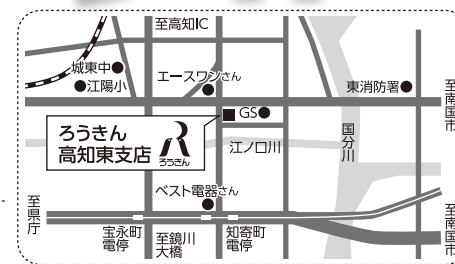 至高知IC
城東中
江陽小
エースワンさん
東消防署
至南国市
GS
ろうきん
高知東支店
ろうきん
江ノ口川
国分川
ベスト電器さん
至県庁
宝永町
電停
至鏡川
大橋
知寄町
電停
至南国市